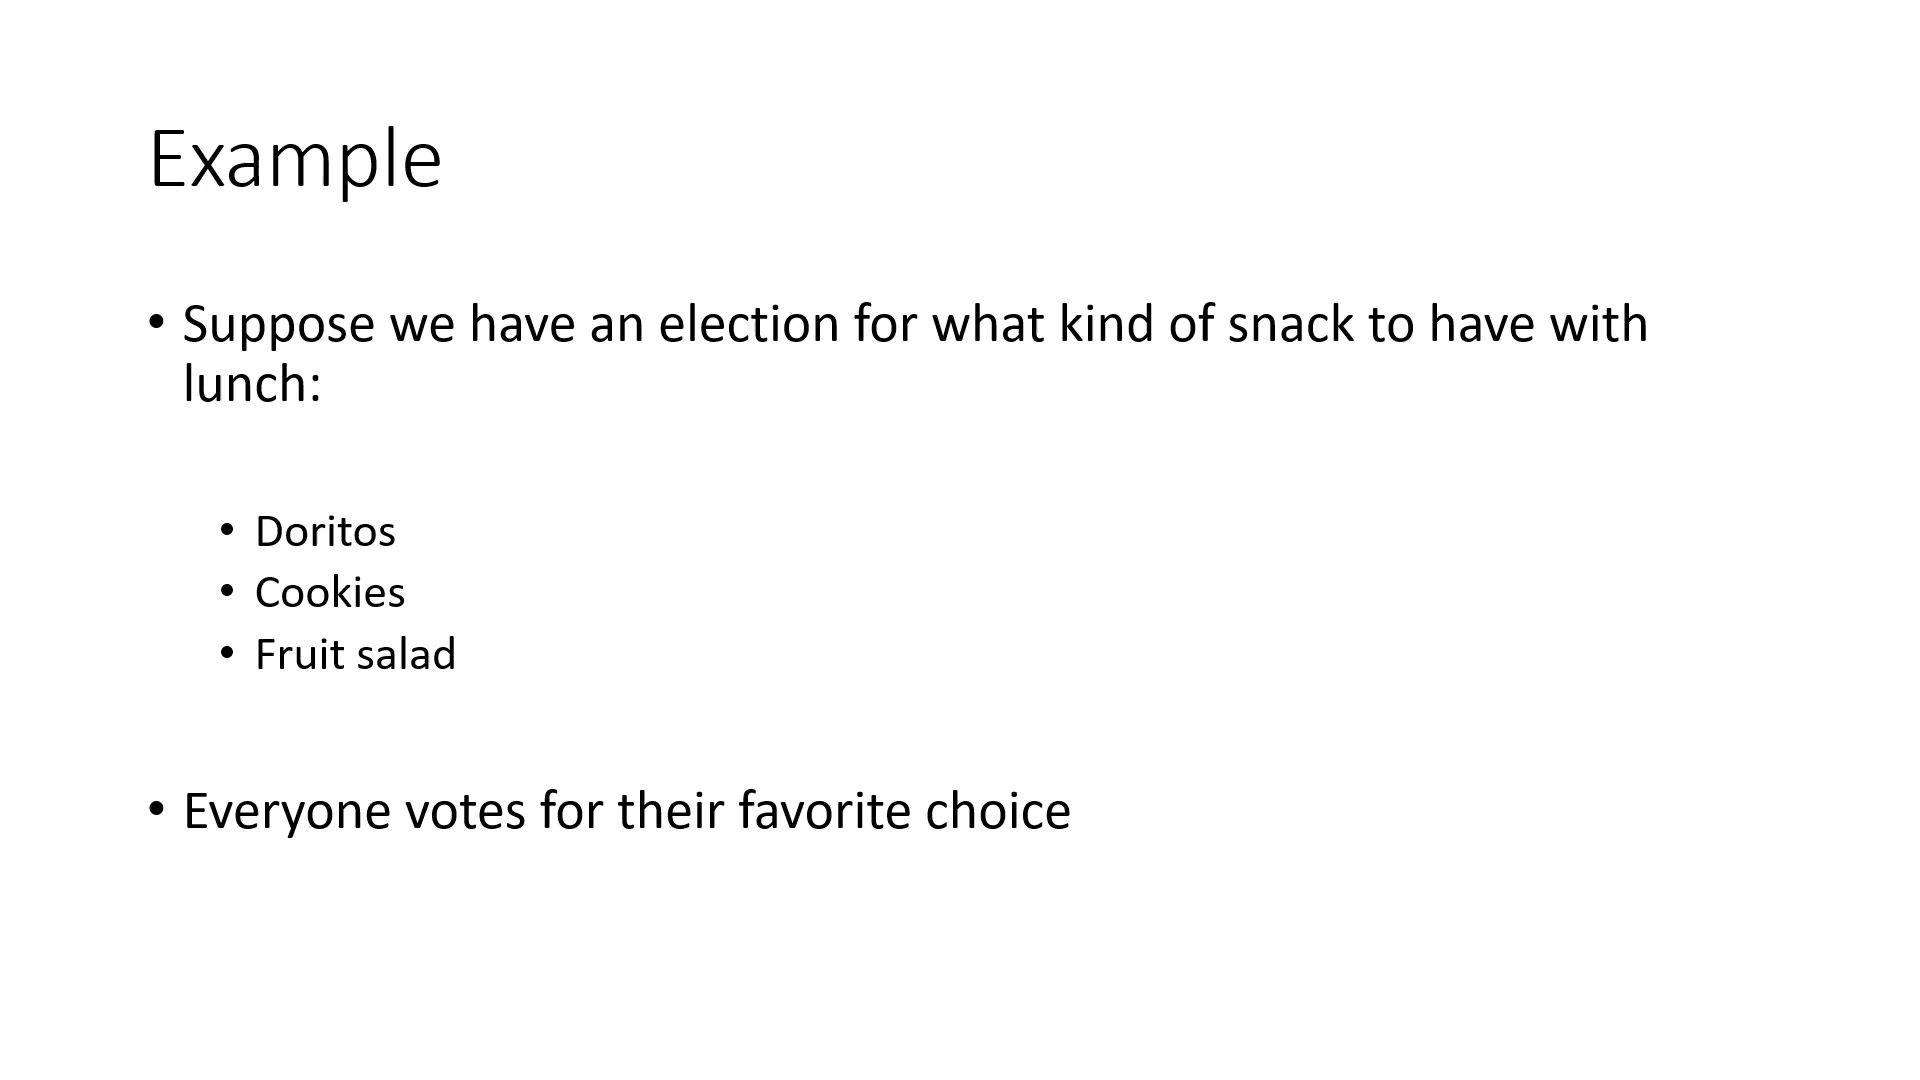 Example
• Suppose we have an election for what kind of snack to have with
lunch:
• Doritos
• Cookies
• Fruit salad
• Everyone votes for their favorite choice